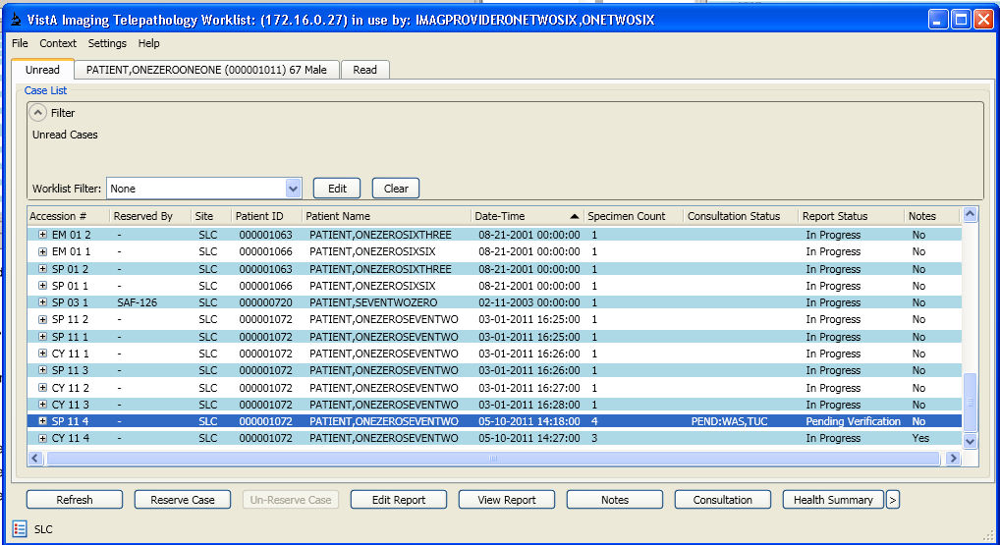 VistA Imaging Telepathology Worklist: (172.16.0.27) in use by: IMAGPROVIDERONETWOSIX,ONETWOSIX
File Context Settings Help
Unread PATIENT,ONEZEROONEONE (000001011) 67 Male Read
Case List
Filter
Unread Cases
Worklist Filter: None Edit Clear
Accession # Reserved By Site Patient ID Patient Name Date-Time Specimen Count Consultation Status Report Status Notes
EM 01 2 - SLC 000001063 PATIENT,ONEZEROSIXTHREE 08-21-2001 00:00:00 1 In Progress No
EM 01 1 - SLC 000001066 PATIENT,ONEZEROSIXSIX 08-21-2001 00:00:00 1 In Progress No
SP 01 2 - SLC 000001063 PATIENT,ONEZEROSIXTHREE 08-21-2001 00:00:00 1 In Progress No
SP 01 1 - SLC 000001066 PATIENT,ONEZEROSIXSIX 08-21-2001 00:00:00 1 In Progress No
SP 03 1 SAF-126 SLC 000000720 PATIENT,SEVENTWOZERO 02-11-2003 00:00:00 1 In Progress No
SP 11 2 - SLC 000001072 PATIENT,ONEZEROSEVENTWO 03-01-2011 16:25:00 1 In Progress No
SP 11 1 - SLC 000001072 PATIENT,ONEZEROSEVENTWO 03-01-2011 16:25:00 1 In Progress No
CY 11 1 - SLC 000001072 PATIENT,ONEZEROSEVENTWO 03-01-2011 16:26:00 1 In Progress No
SP 11 3 - SLC 000001072 PATIENT,ONEZEROSEVENTWO 03-01-2011 16:26:00 1 In Progress No
CY 11 2 - SLC 000001072 PATIENT,ONEZEROSEVENTWO 03-01-2011 16:27:00 1 In Progress No
CY 11 3 - SLC 000001072 PATIENT,ONEZEROSEVENTWO 03-01-2011 16:28:00 1 In Progress No
SP 11 4 - SLC 000001072 PATIENT,ONEZEROSEVENTWO 05-10-2011 14:18:00 4 PEND:WAS,TUC Pending Verification No
CY 11 4 - SLC 000001072 PATIENT,ONEZEROSEVENTWO 05-10-2011 14:27:00 3 In Progress Yes
Refresh Reserve Case Un-Reserve Case Edit Report View Report Notes Consultation Health Summary >
SLC